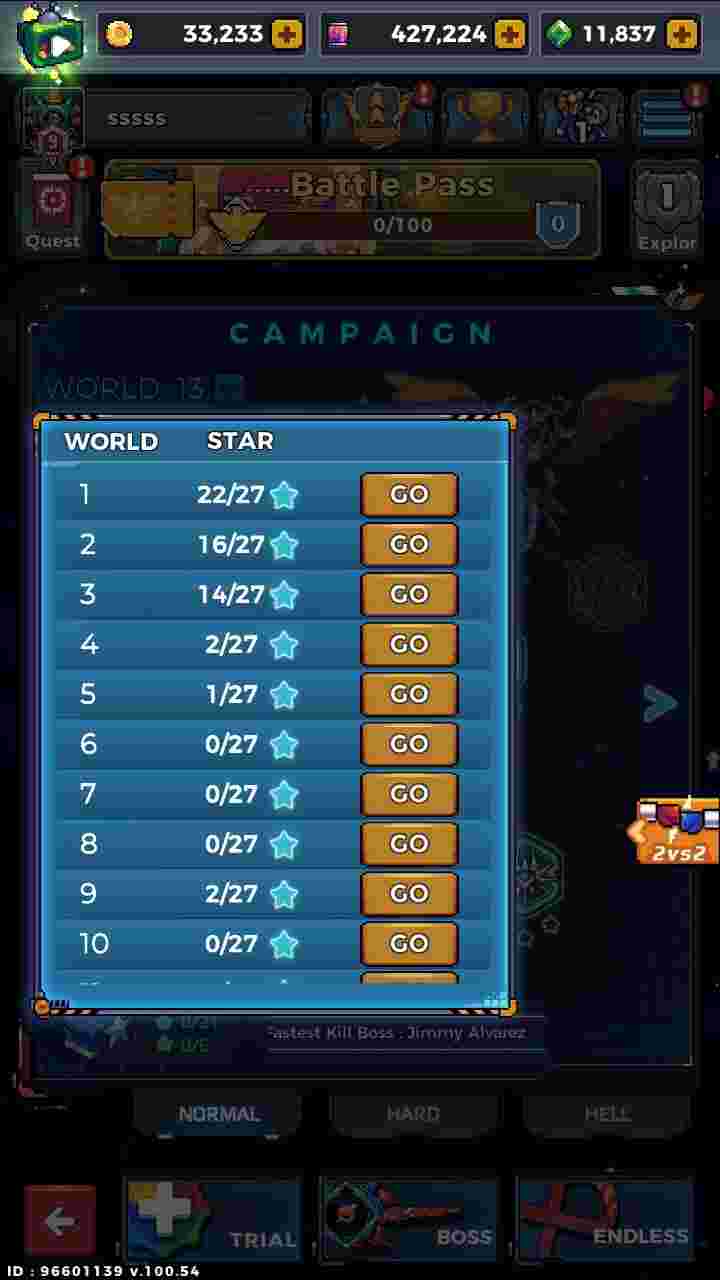 33,233 427,224 11,837
sssss 1
9
.....Battle Pass
0/100 0
Quest
1
Explor
CAMPAIGN
WORLD 13
WORLD STAR
1 22/27 GO
2 16/27 GO
3 14/27 GO
4 2/27 GO
5 1/27 GO
6 0/27 GO
7 0/27 GO
8 0/27 GO
9 2/27 GO
10 0/27 GO
2vs2
Fastest Kill Boss : Jimmy Alvarez
NORMAL HARD HELL
TRIAL BOSS ENDLESS
ID : 96601139 v.100.54